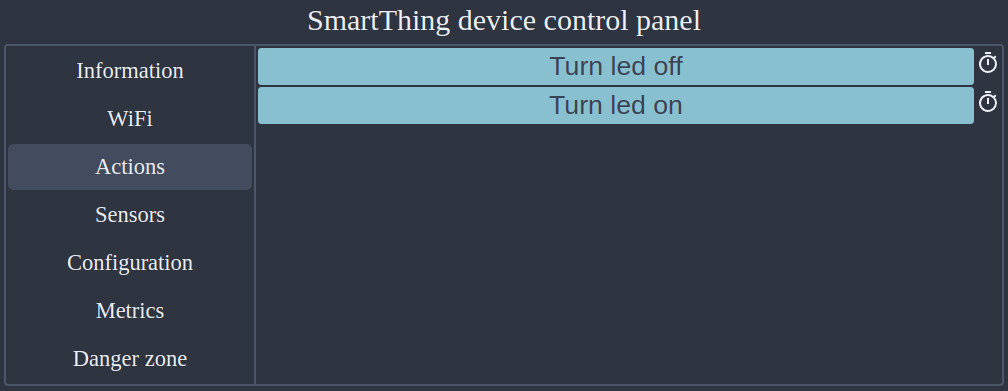 SmartThing device control panel
Information
WiFi
Actions
Sensors
Configuration
Metrics
Danger zone
Turn led off
Turn led on